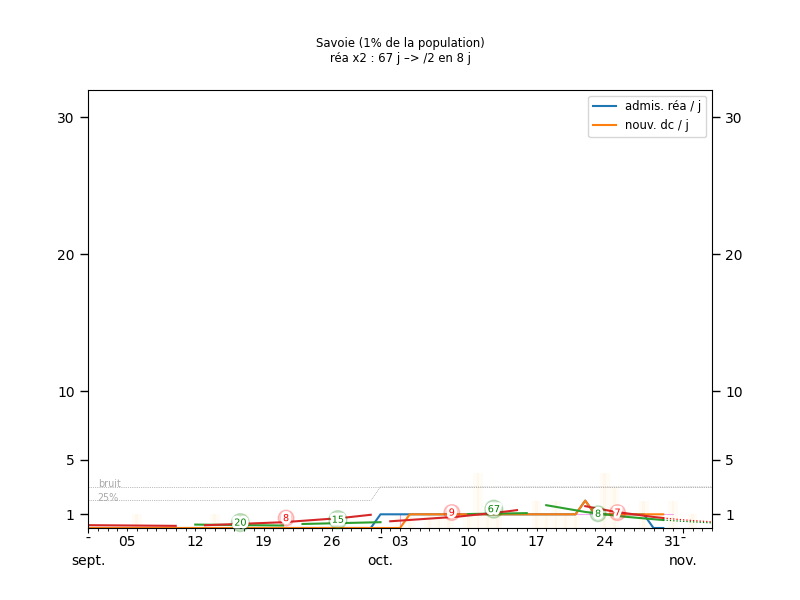 Savoie (1% de la population)
réa x2 : 67 j –> /2 en 8 j
admis. réa / j
nouv. dc / j
30 30
20 20
10 10
5 5
bruit
25%
1 1
20 8 15 9 67 8 7
- 05 12 19 26 - 03 10 17 24 31 -
sept. oct. nov.